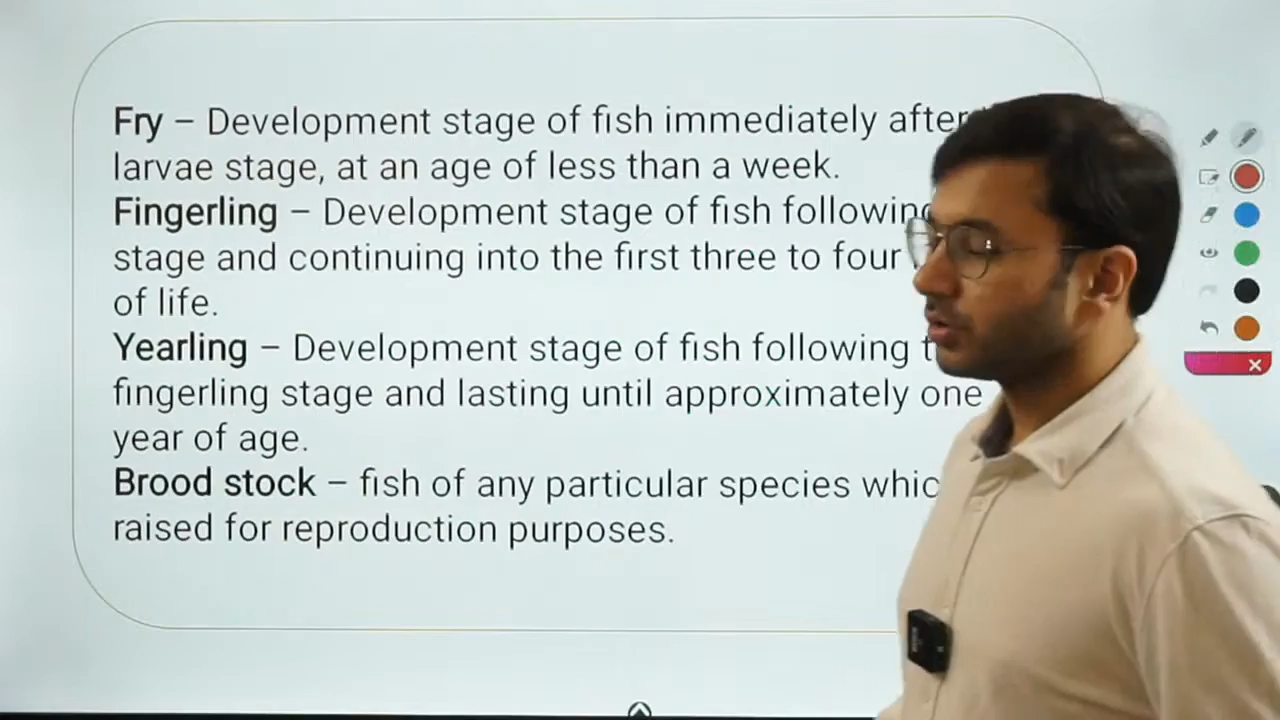 Fry – Development stage of fish immediately after
larvae stage, at an age of less than a week.
Fingerling – Development stage of fish following
stage and continuing into the first three to four
of life.
Yearling – Development stage of fish following
fingerling stage and lasting until approximately one
year of age.
Brood stock – fish of any particular species
raised for reproduction purposes.